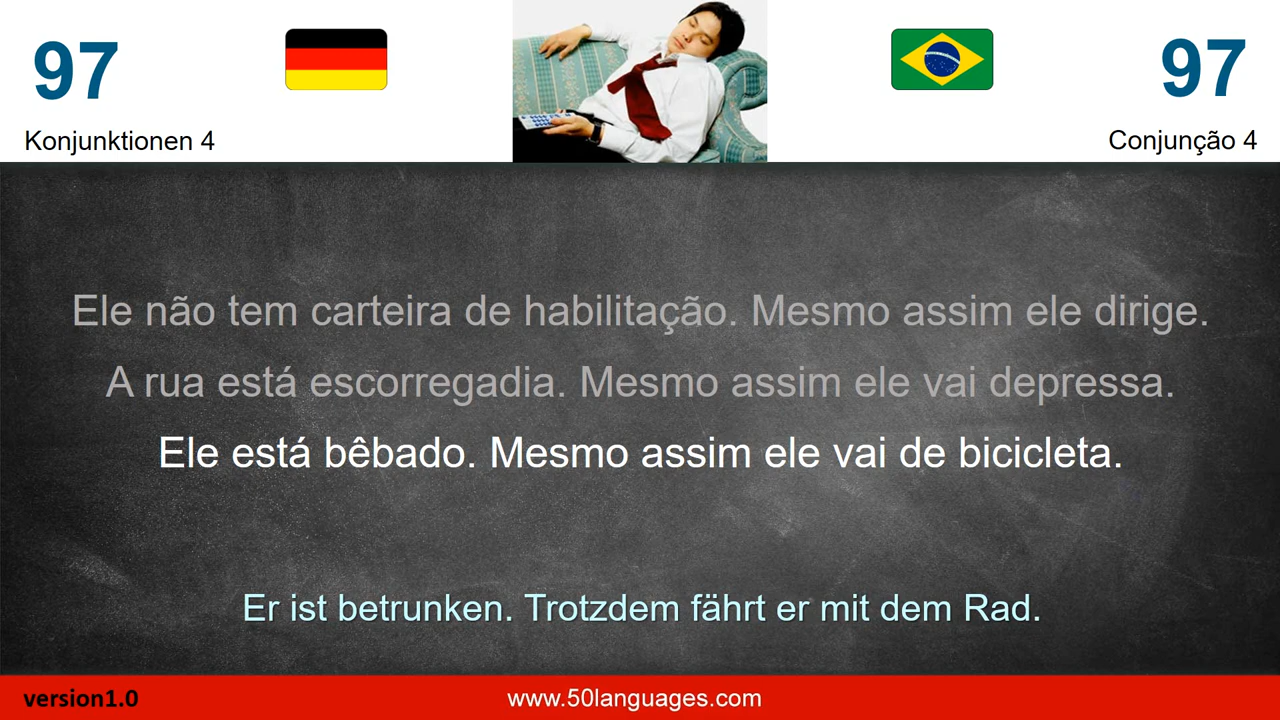 97
97
Konjunktionen 4
Conjunção 4
Ele não tem carteira de habilitação. Mesmo assim ele dirige.
A rua está escorregadia. Mesmo assim ele vai depressa.
Ele está bêbado. Mesmo assim ele vai de bicicleta.
Er ist betrunken. Trotzdem fährt er mit dem Rad.
version1.0
www.50languages.com